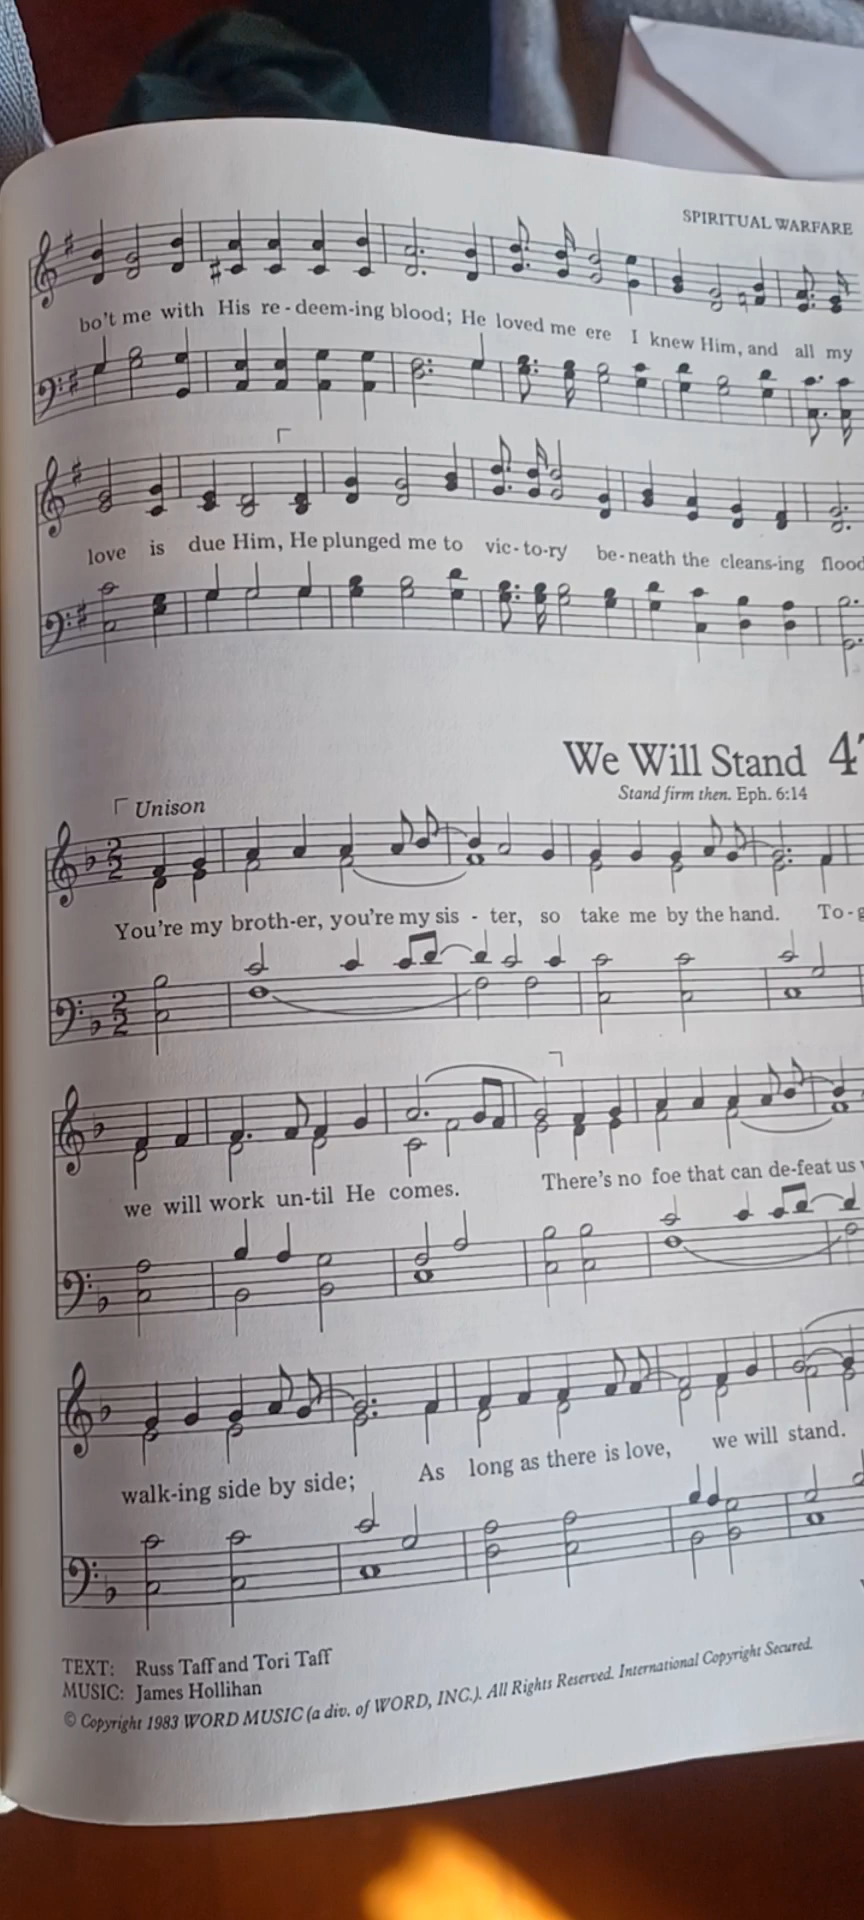 SPIRITUAL WARFARE
bo't me with His re - deem-ing blood; He loved me ere I knew Him, and all my
love is due Him, He plunged me to vic - to-ry be - neath the cleans-ing flood
We Will Stand 4
Stand firm then. Eph. 6:14
Unison
You're my broth-er, you're my sis - ter, so take me by the hand. To - g
we will work un-til He comes. There's no foe that can de-feat us
walk-ing side by side; As long as there is love, we will stand.
TEXT: Russ Taff and Tori Taff
MUSIC: James Hollihan
© Copyright 1983 WORD MUSIC (a div. of WORD, INC.). All Rights Reserved. International Copyright Secured.